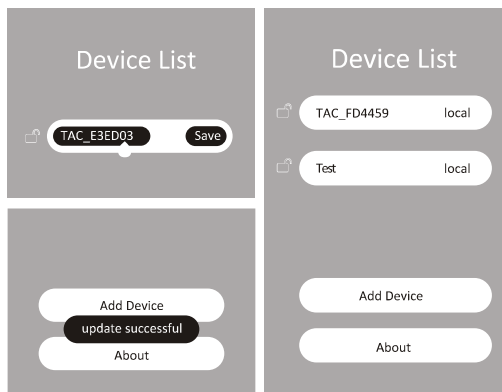 Device List
TAC_E3ED03 Save
Add Device
update successful
About
Device List
TAC_FD4459 local
Test local
Add Device
About